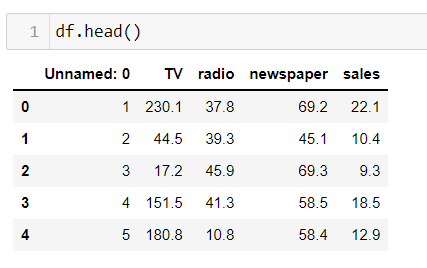 1 df.head()
Unnamed: 0 TV radio newspaper sales
0 1 230.1 37.8 69.2 22.1
1 2 44.5 39.3 45.1 10.4
2 3 17.2 45.9 69.3 9.3
3 4 151.5 41.3 58.5 18.5
4 5 180.8 10.8 58.4 12.9